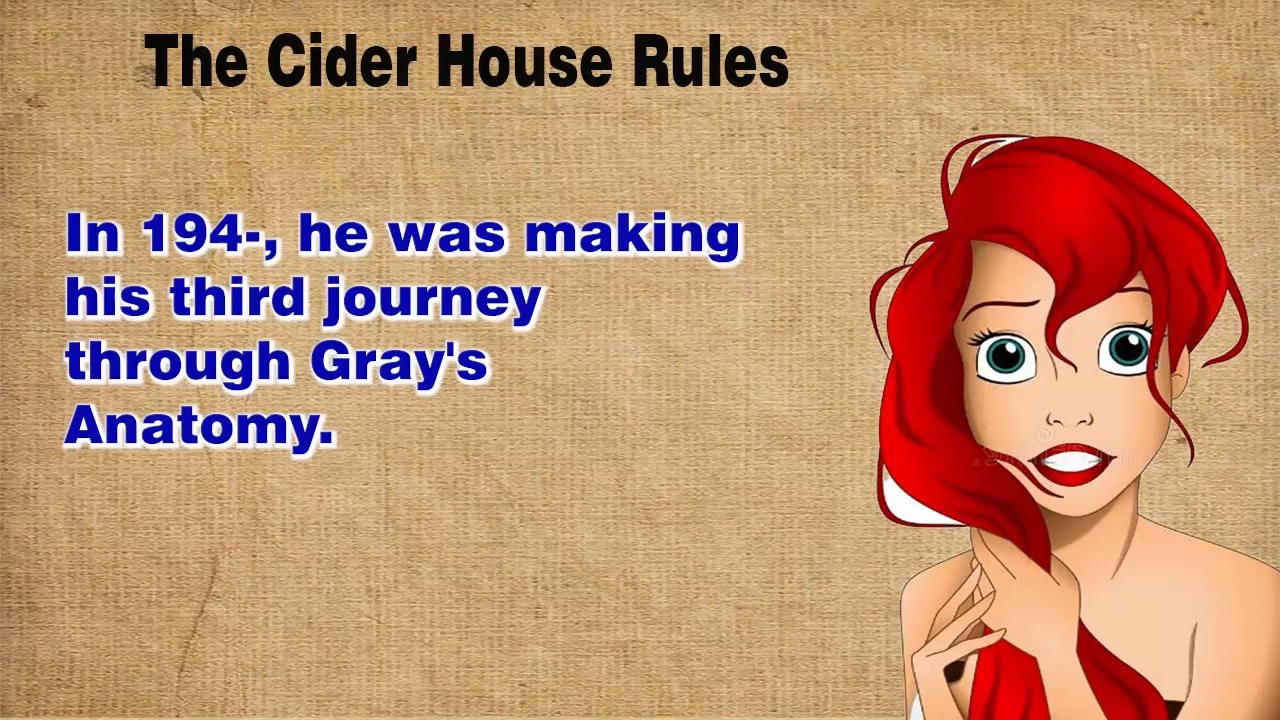 The Cider House Rules
In 194-, he was making
his third journey
through Gray's
Anatomy.